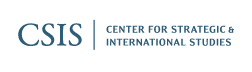 CSIS
CENTER FOR STRATEGIC &
INTERNATIONAL STUDIES